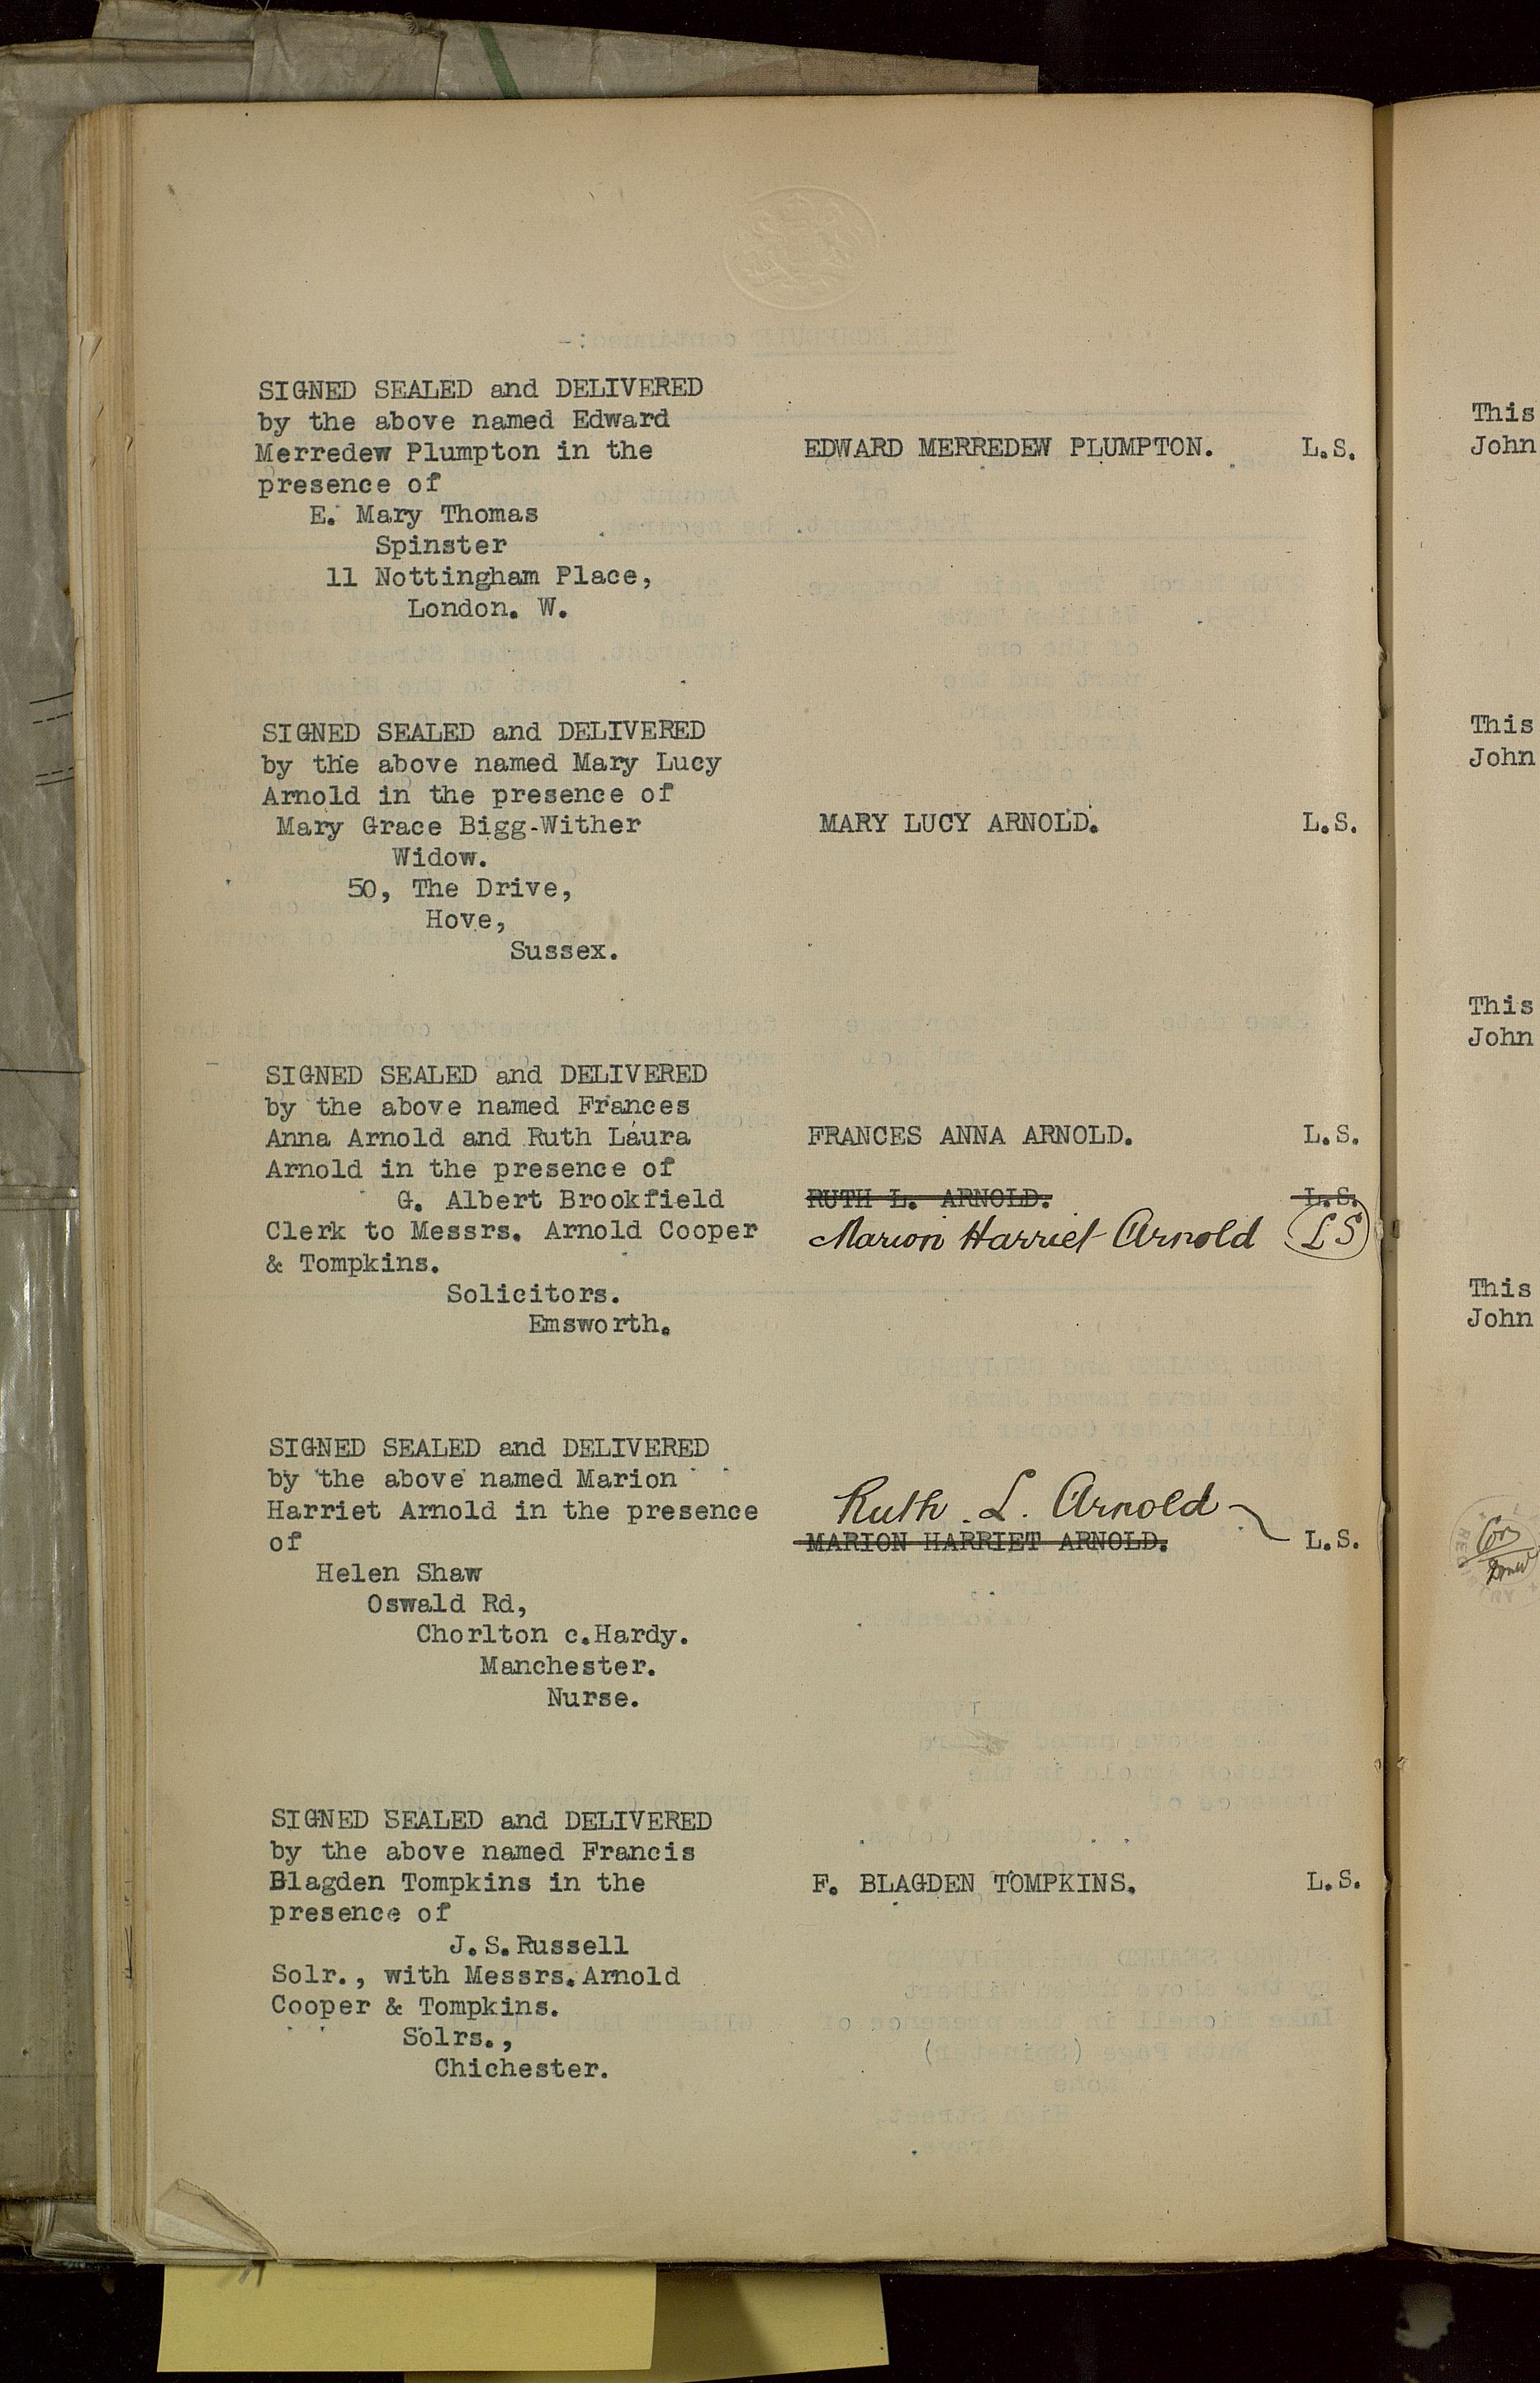 SIGNED SEALED and DELIVERED
by the above named Edward
Merredew Plumpton in the
EDWARD MERREDEW PLUMPTON. L.S.
presence of
E. Mary Thomas
Spinster
11 Nottingham Place,
London. W.
SIGNED SEALED and DELIVERED
by the above named Mary Lucy
Arnold in the presence of
Mary Grace Bigg-Wither
MARY LUCY ARNOLD. L.S.
Widow.
50, The Drive,
Hove,
Sussex.
SIGNED SEALED and DELIVERED
by the above named Frances
Anna Arnold and Ruth Laura
FRANCES ANNA ARNOLD. L.S.
Arnold in the presence of
G. Albert Brookfield
RUTH L. ARNOLD. L.S.
Clerk to Messrs. Arnold Cooper
Marion Harriet Arnold LS
& Tompkins.
Solicitors.
Emsworth.
SIGNED SEALED and DELIVERED
by the above named Marion
Harriet Arnold in the presence
Ruth . L. Arnold
of
MARION HARRIET ARNOLD. L.S.
Helen Shaw
Oswald Rd,
Chorlton c.Hardy.
Manchester.
Nurse.
SIGNED SEALED and DELIVERED
by the above named Francis
Blagden Tompkins in the
F. BLAGDEN TOMPKINS. L.S.
presence of
J.S.Russell
Solr., with Messrs.Arnold
Cooper & Tompkins.
Solrs.,
Chichester.
This
John
This
John
This
John
This
John